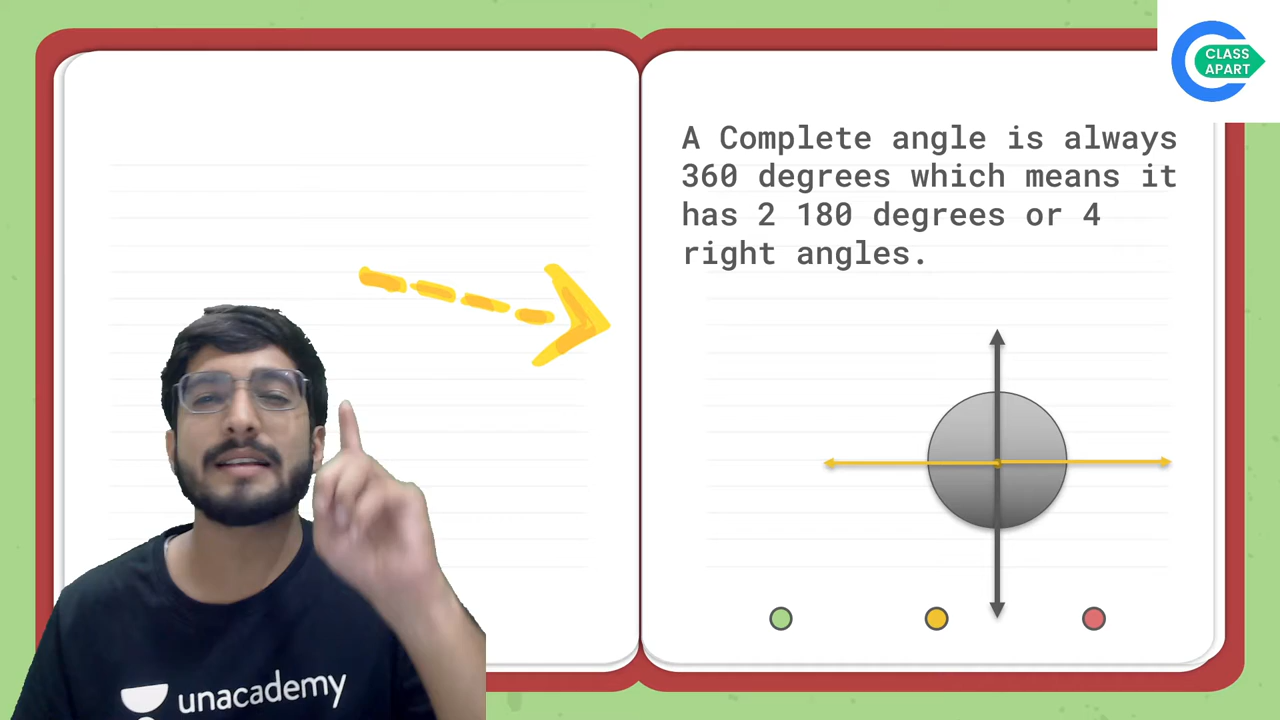 CLASS
APART
A Complete angle is always
360 degrees which means it
has 2 180 degrees or 4
right angles.
unacademy